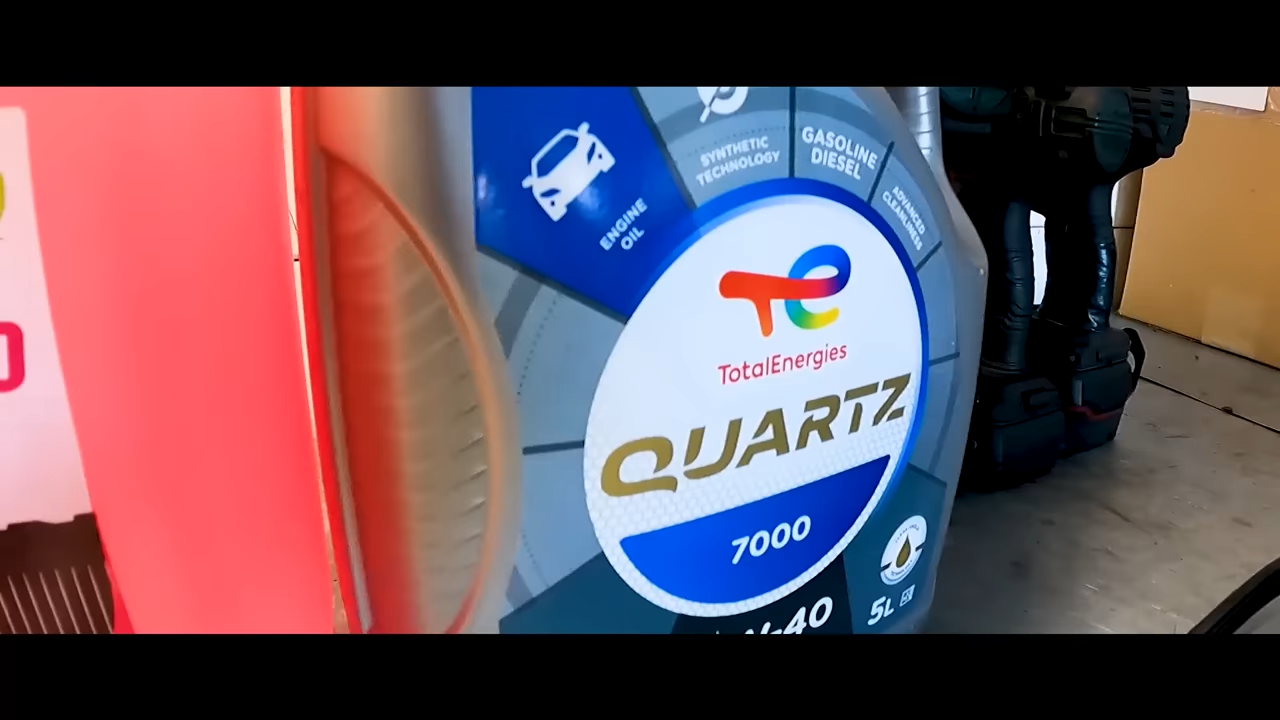 SYNTHETIC
TECHNOLOGY
GASOLINE
DIESEL
ADVANCED
CLEANLINESS
ENGINE
OIL
TotalEnergies
QUARTZ
7000
5L